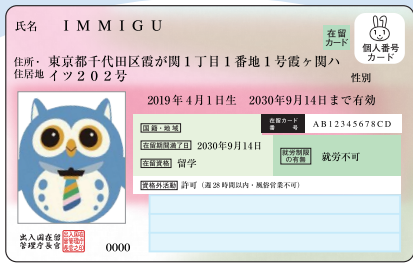 氏名 IMMIGU
在留
カード
個人番号
カード
住所・ 東京都千代田区霞が関1丁目1番地1号霞ヶ関ハ
住居地 イツ202号
性別
2019年4月1日生 2030年9月14日まで有効
国籍・地域
在留カード
番号
AB12345678CD
在留期間満了日 2030年9月14日
在留資格 留学
就労制限
の有無
就労不可
資格外活動 許可（週28時間以内・風俗営業不可）
出入国在留
管理庁長官
0000